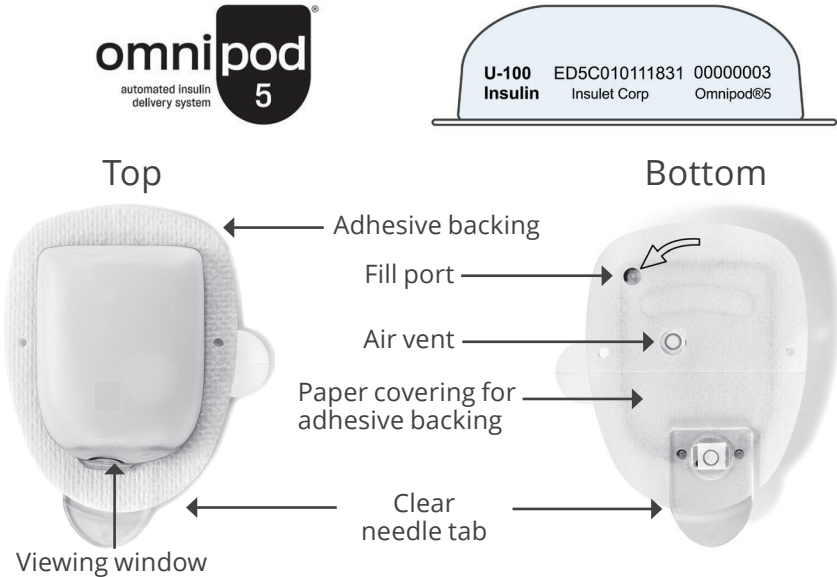 omnipod®
automated insulin
delivery system
5
U-100 ED5C010111831 00000003
Insulin Insulet Corp Omnipod®5
Top
Bottom
Adhesive backing
Fill port
Air vent
Paper covering for
adhesive backing
Clear
needle tab
Viewing window